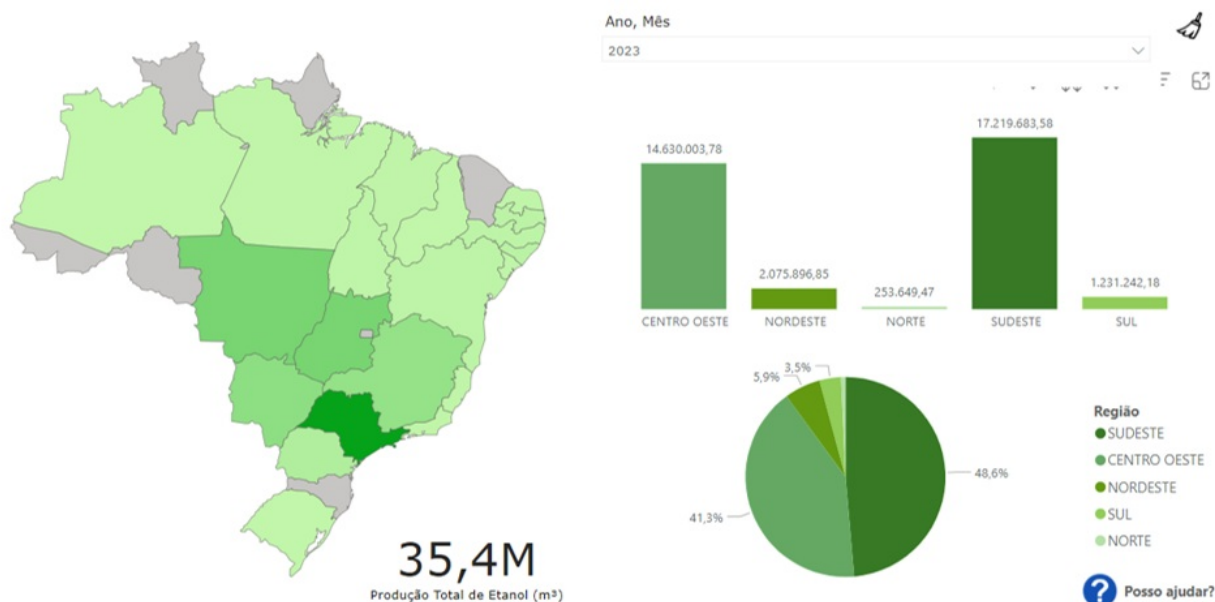 35,4M
Produção Total de Etanol (m³)
Ano, Mês
2023
14.630.003,78
2.075.896,85
253.649,47
17.219.683,58
1.231.242,18
CENTRO OESTE
NORDESTE
NORTE
SUDESTE
SUL
5,9%
3,5%
41,3%
48,6%
Região
SUDESTE
CENTRO OESTE
NORDESTE
SUL
NORTE
?
Posso ajudar?